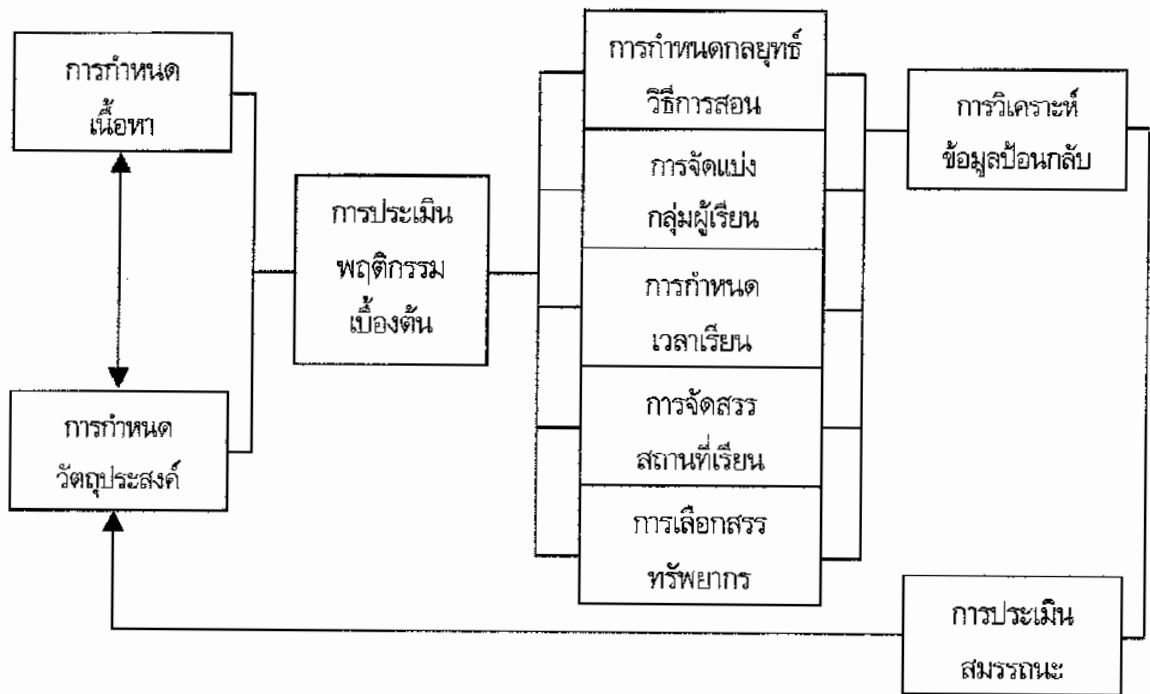 การกำหนด
เนื้อหา
การกำหนด
วัตถุประสงค์
การประเมิน
พฤติกรรม
เบื้องต้น
การกำหนดกลยุทธ์
วิธีการสอน
การจัดแบ่ง
กลุ่มผู้เรียน
การกำหนด
เวลาเรียน
การจัดสรร
สถานที่เรียน
การเลือกสรร
ทรัพยากร
การวิเคราะห์
ข้อมูลป้อนกลับ
การประเมิน
สมรรถนะ